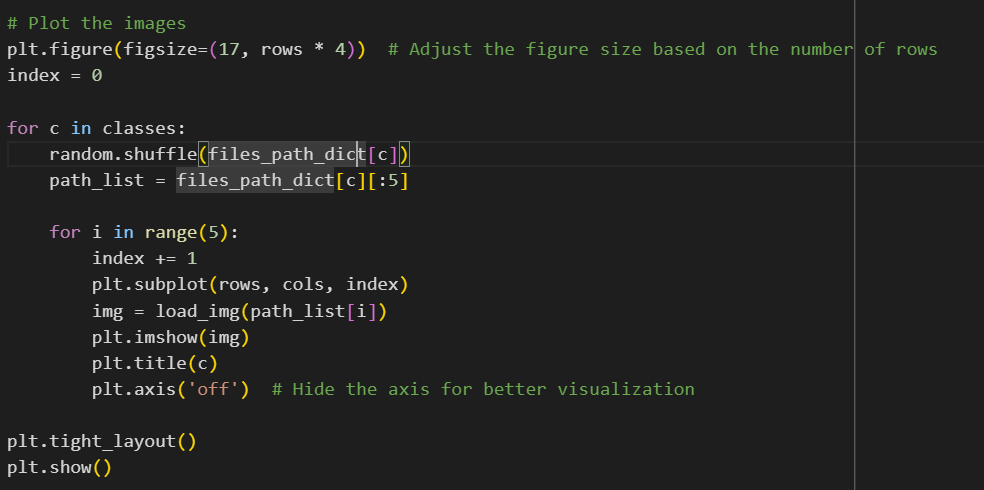 # Plot the images
plt.figure(figsize=(17, rows * 4))  # Adjust the figure size based on the number of rows
index = 0

for c in classes:
    random.shuffle(files_path_dict[c])
    path_list = files_path_dict[c][:5]

    for i in range(5):
        index += 1
        plt.subplot(rows, cols, index)
        img = load_img(path_list[i])
        plt.imshow(img)
        plt.title(c)
        plt.axis('off')  # Hide the axis for better visualization

plt.tight_layout()
plt.show()